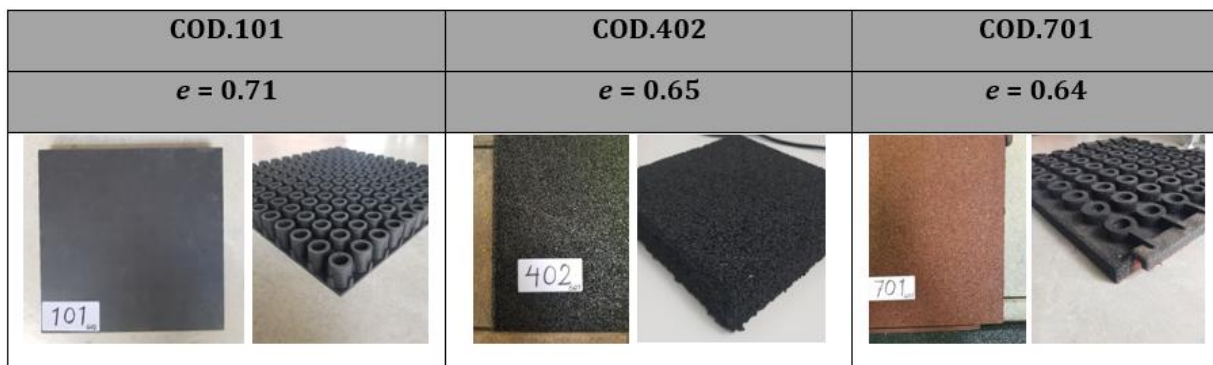 COD.101
COD.402
COD.701
e = 0.71
e = 0.65
e = 0.64
101
402
701